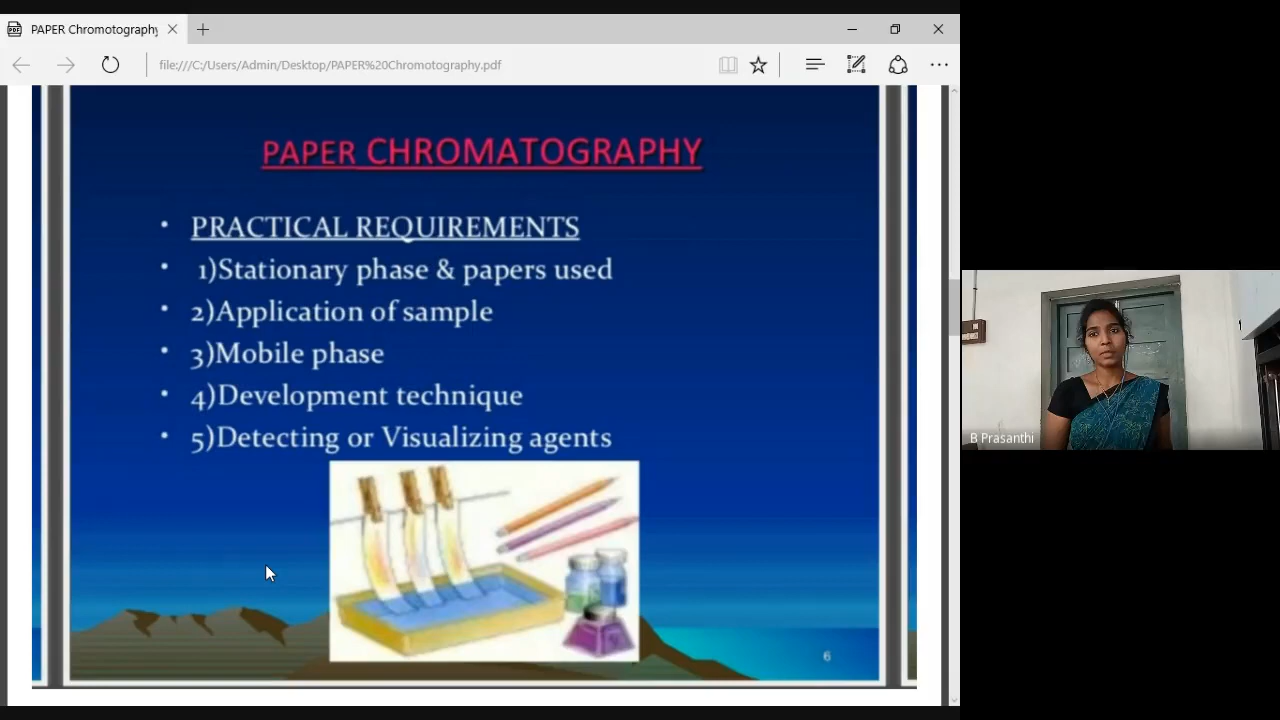 PAPER Chromotography
file:///C:/Users/Admin/Desktop/PAPER%20Chromotography.pdf
PAPER CHROMATOGRAPHY
• PRACTICAL REQUIREMENTS
• 1)Stationary phase & papers used
• 2)Application of sample
• 3)Mobile phase
• 4)Development technique
• 5)Detecting or Visualizing agents
6
B Prasanthi